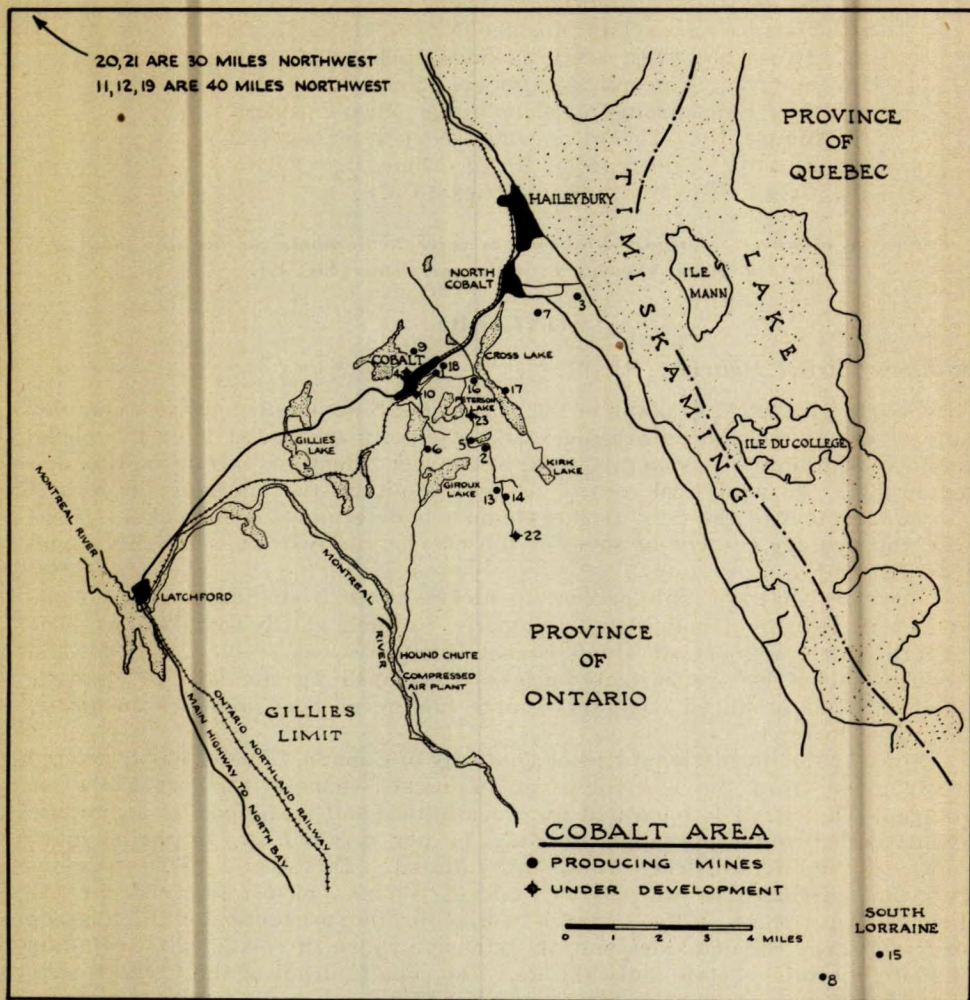 20,21 ARE 30 MILES NORTHWEST
11,12,19 ARE 40 MILES NORTHWEST
PROVINCE
OF
QUEBEC
HAILEYBURY
TIMISKAMING
LAKE
ILE
MANN
NORTH
COBALT
3
7
9
COBALT
4
18
1
CROSS LAKE
16
17
10
PETERSON
LAKE
23
GILLIES
LAKE
5
2
6
KIRK
LAKE
ILE DU COLLEGE
GIROUX
LAKE
13
14
22
MONTREAL RIVER
LATCHFORD
MONTREAL
RIVER
HOUND CHUTE
COMPRESSED
AIR PLANT
PROVINCE
OF
ONTARIO
GILLIES
LIMIT
ONTARIO NORTHLAND RAILWAY
MAIN HIGHWAY TO NORTH BAY
COBALT AREA
PRODUCING MINES
UNDER DEVELOPMENT
0 1 2 3 4 MILES
SOUTH
LORRAINE
15
8